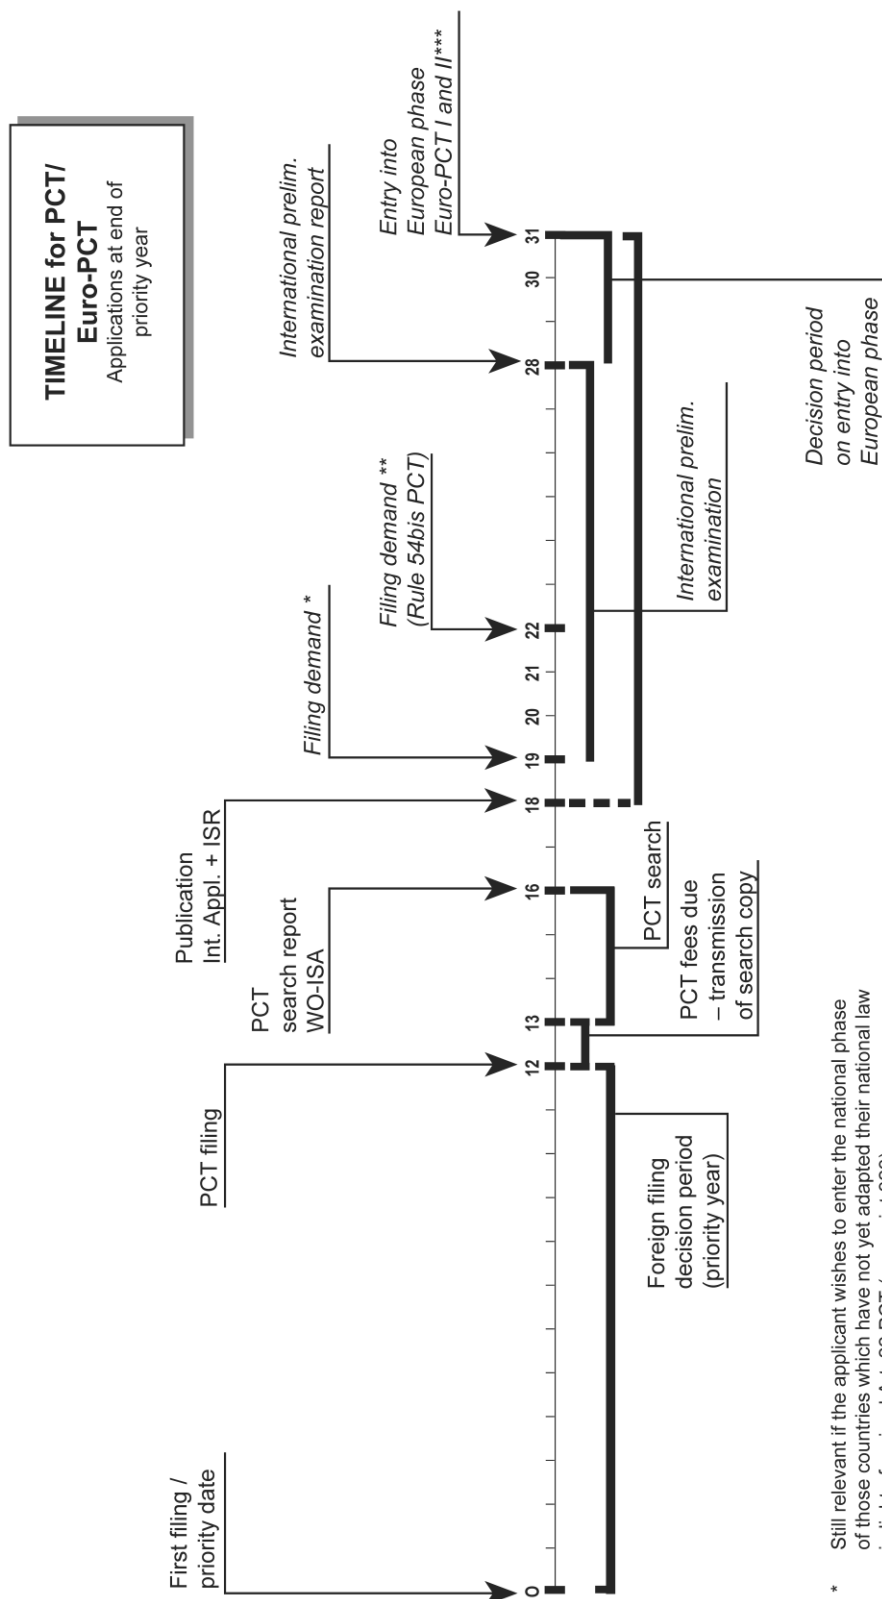 TIMELINE for PCT/
Euro-PCT
Applications at end of
priority year
First filing /
priority date
PCT filing
PCT
search report
WO-ISA
Publication
Int. Appl. + ISR
Filing demand *
Filing demand **
(Rule 54bis PCT)
International prelim.
examination report
Entry into
European phase
Euro-PCT I and II***
0
12
13
16
18
19
20
21
22
28
30
31
Foreign filing
decision period
(priority year)
PCT fees due
– transmission
of search copy
PCT search
International prelim.
examination
Decision period
on entry into
European phase
* Still relevant if the applicant wishes to enter the national phase
of those countries which have not yet adapted their national law